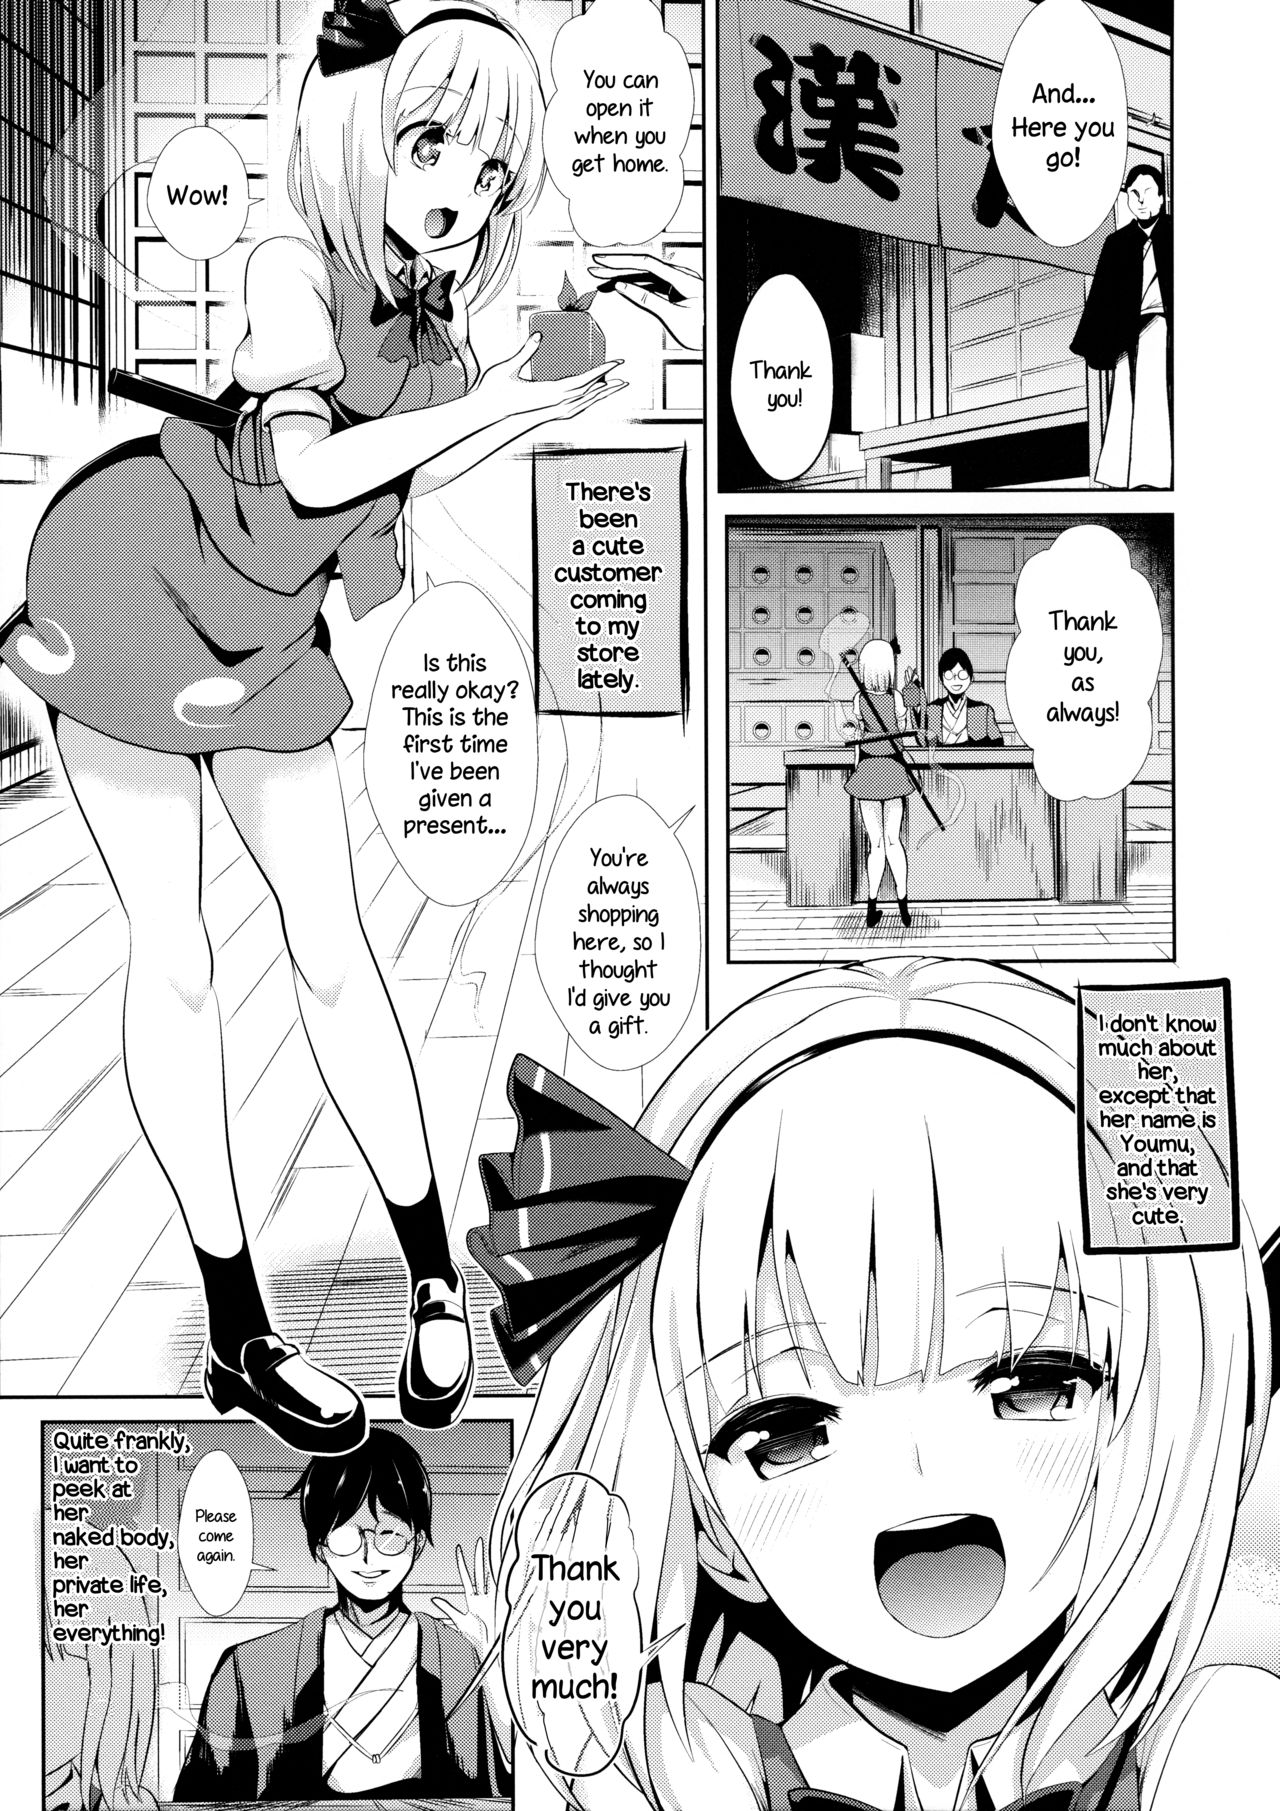 漢
And...
Here you
go!
Thank
you!
Thank
you,
as
always!
You can
open it
when you
get home.
Wow!
There's
been
a cute
customer
coming
to my
store
lately.
Is this
really okay?
This is the
first time
I've been
given a
present...
You're
always
shopping
here, so I
thought
I'd give you
a gift.
I don't know
much about
her,
except that
her name is
Youmu,
and that
she's very
cute.
Thank
you
very
much!
Quite frankly,
I want to
peek at
her
naked body,
her
private life,
her
everything!
Please
come
again.